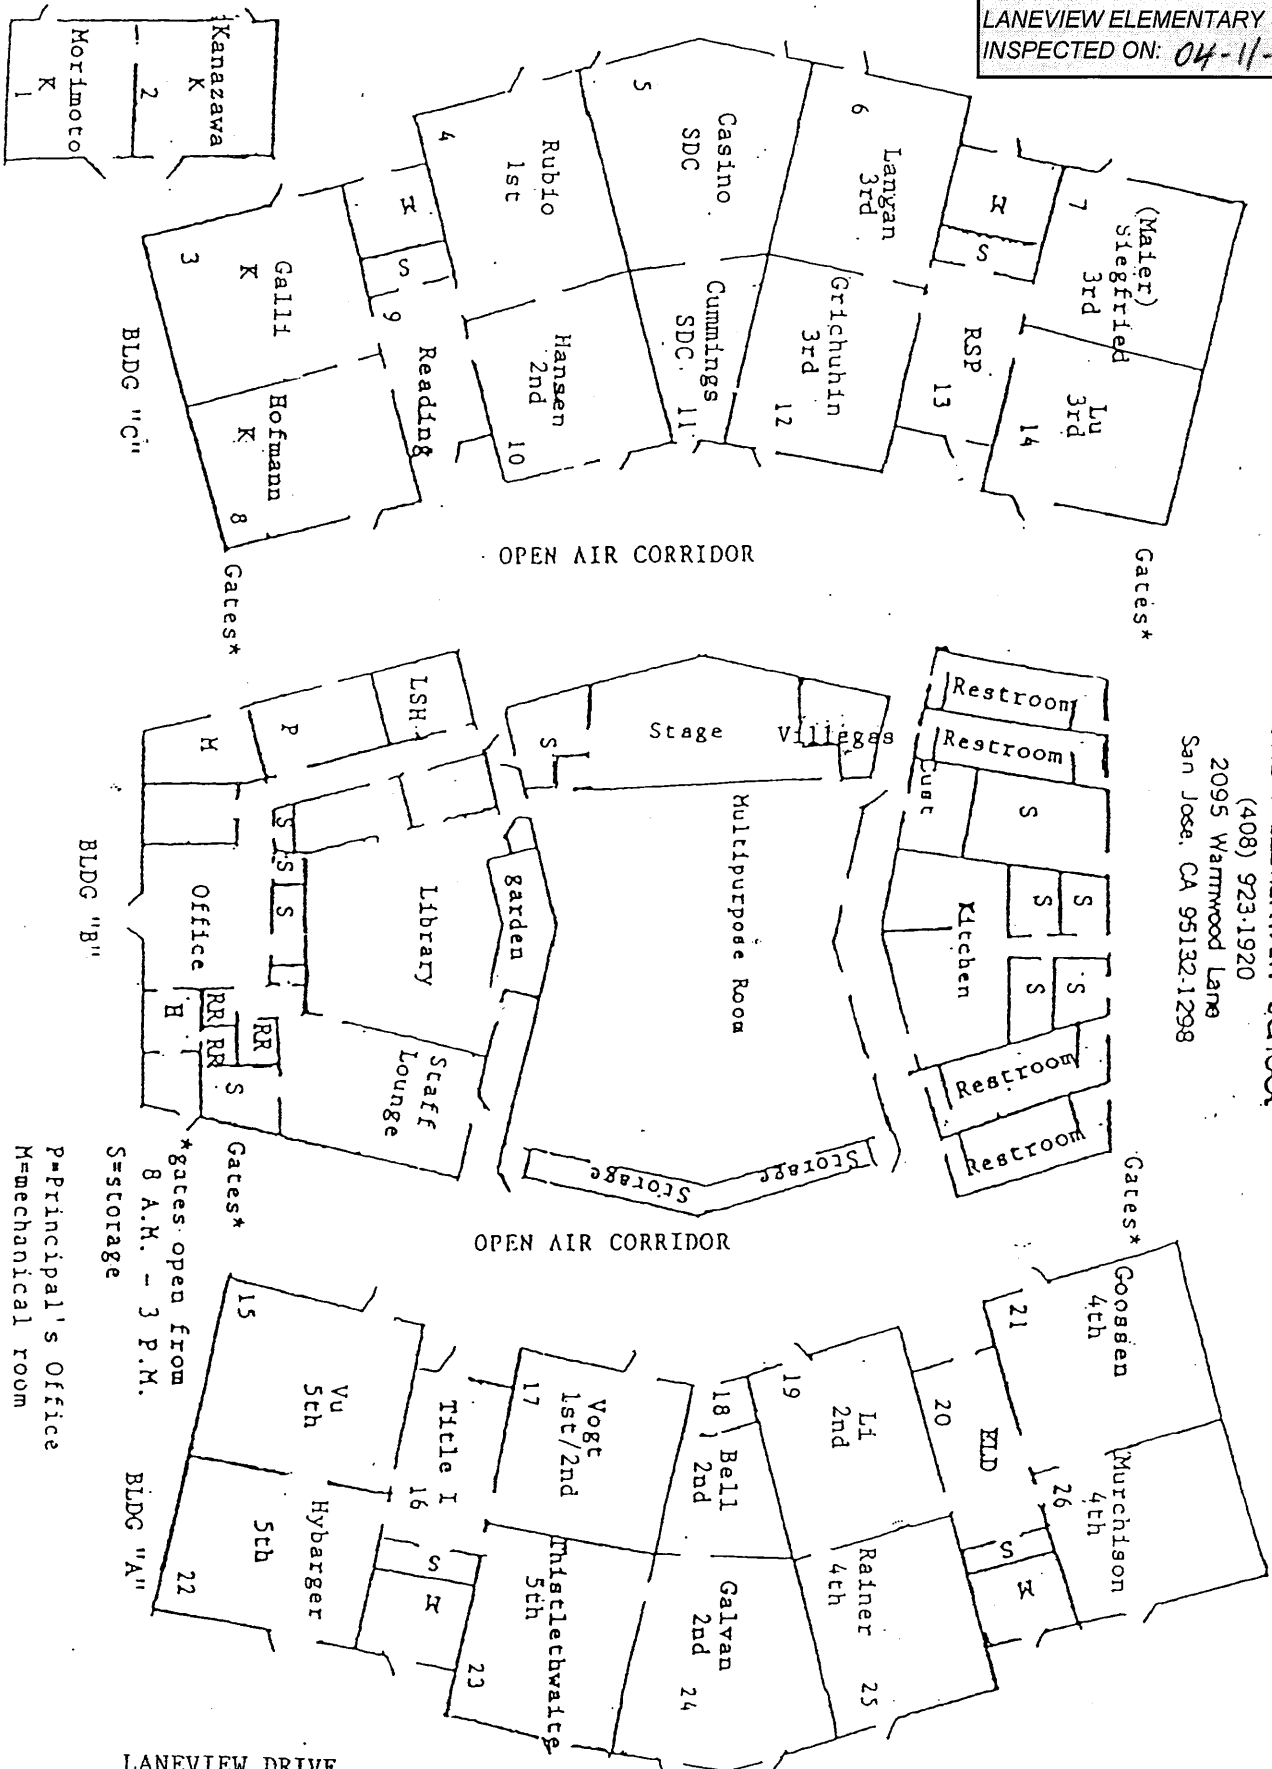 LANEVIEW ELEMENTARY
INSPECTED ON: 04-11-
(408) 923-1920
2095 Warmwood Lane
San Jose, CA 95132-1298
Kanazawa
K
2
Morimoto
K
1
5
Casino
SDC
6
Langan
3rd
4
Rubio
1st
7
(Maier)
Siegfried
3rd
S
S
3
Galli
K
9
Reading
Hansen
2nd
10
Cummings
SDC
11
Grichuhin
3rd
12
RSP
13
Lu
3rd
14
Hofmann
K
8
BLDG "C"
OPEN AIR CORRIDOR
Gates*
Gates*
M
P
LSH
S
Stage
Villegas
Restroom
Restroom
Cust
S
S
S
S
Office
Library
garden
Multipurpose Room
Kitchen
S
S
S
S
BLDG "B"
H
RR
RR
RR
S
Staff
Lounge
Storage
Storage
Restroom
Restroom
Gates*
Gates*
*gates open from
8 A.M. - 3 P.M.
S=storage
P=Principal's Office
M=mechanical room
OPEN AIR CORRIDOR
15
Vu
5th
Title I
16
17
Vogt
1st/2nd
18
Bell
2nd
19
Li
2nd
20
ELD
21
Goossen
4th
Hybarger
5th
22
S
Thistlethwaite
5th
23
Galvan
2nd
24
Rainer
4th
25
S
M
Murchison
4th
26
BLDG "A"
LANEVIEW DRIVE